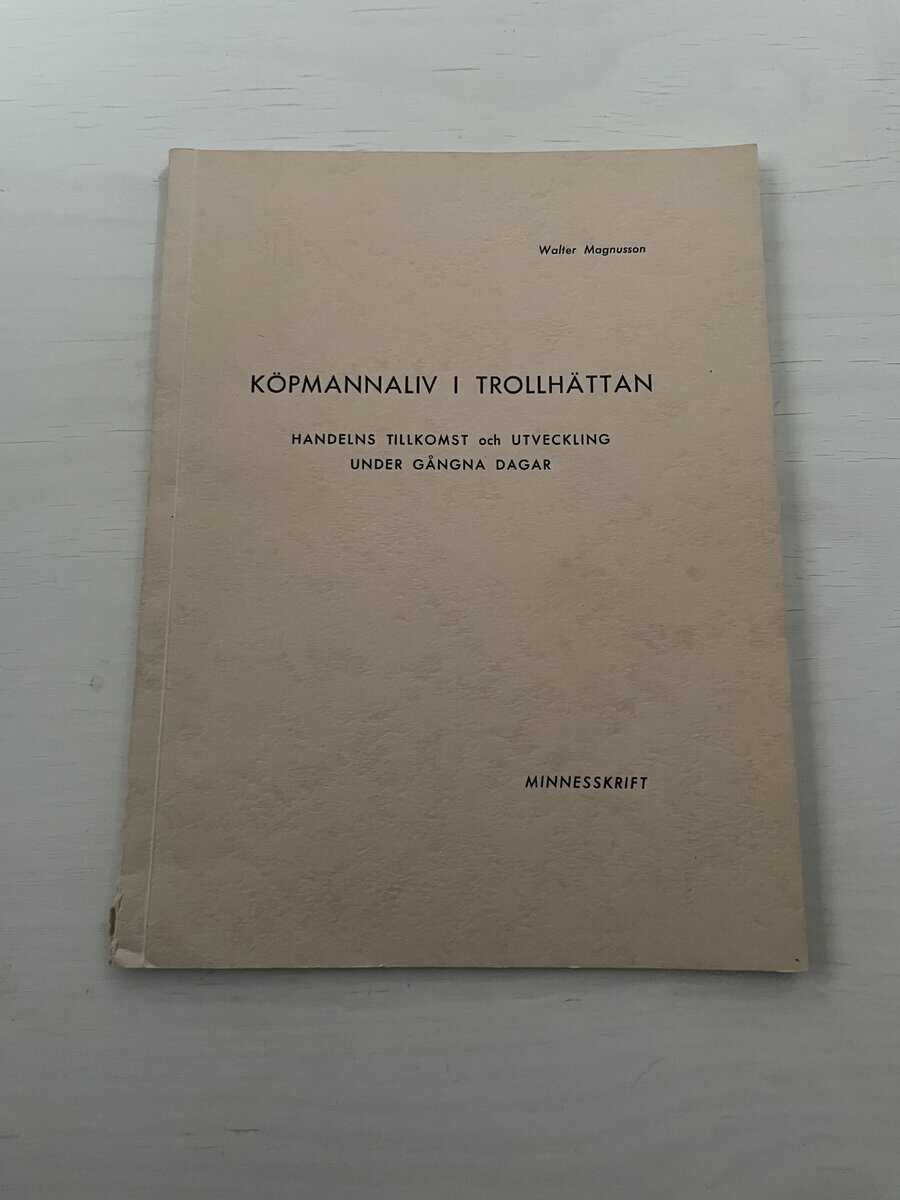 Walter Magnusson
KÖPMANNALIV I TROLLHÄTTAN
HANDELNS TILLKOMST och UTVECKLING
UNDER GÅNGNA DAGAR
MINNESSKRIFT